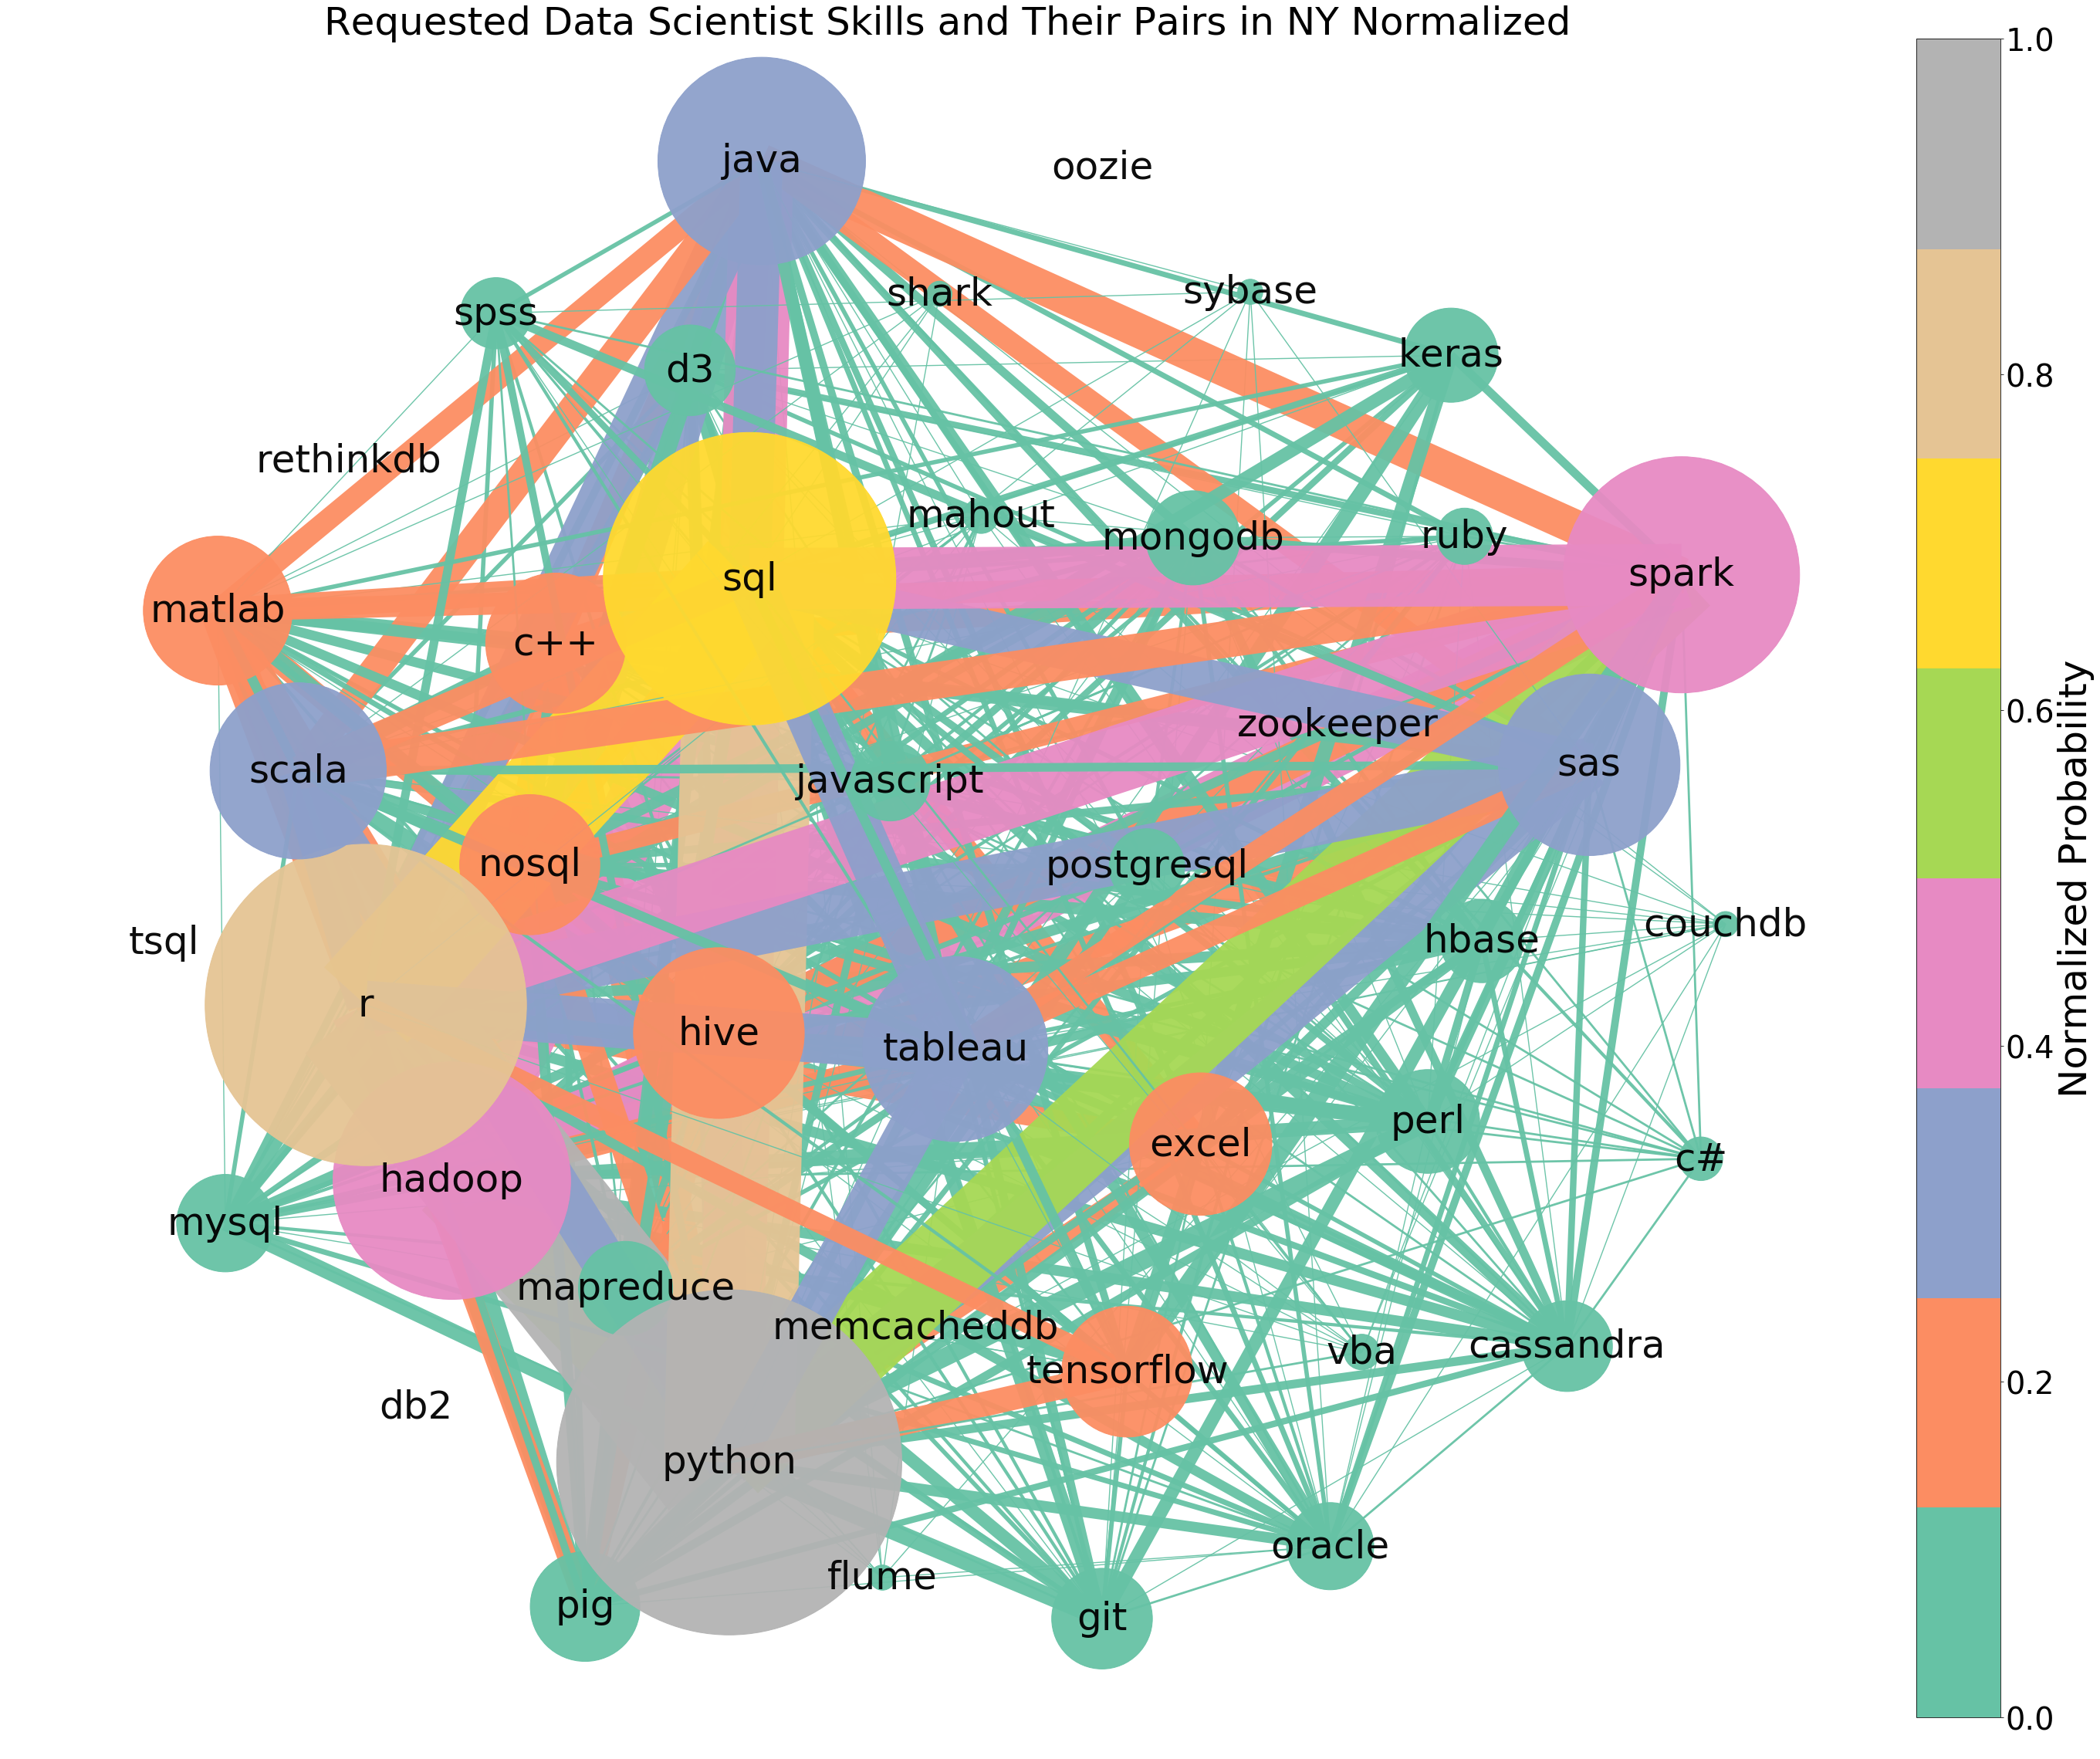 Requested Data Scientist Skills and Their Pairs in NY Normalized
java
oozie
shark
sybase
spss
keras
d3
rethinkdb
mahout
mongodb
ruby
spark
sql
matlab
c++
zookeeper
sas
scala
javascript
nosql
postgresql
couchdb
hbase
tsql
r
hive
tableau
perl
excel
c#
hadoop
mysql
mapreduce
memcacheddb
cassandra
vba
tensorflow
db2
python
oracle
flume
pig
git
1.0
0.8
0.6
0.4
0.2
0.0
Normalized Probability